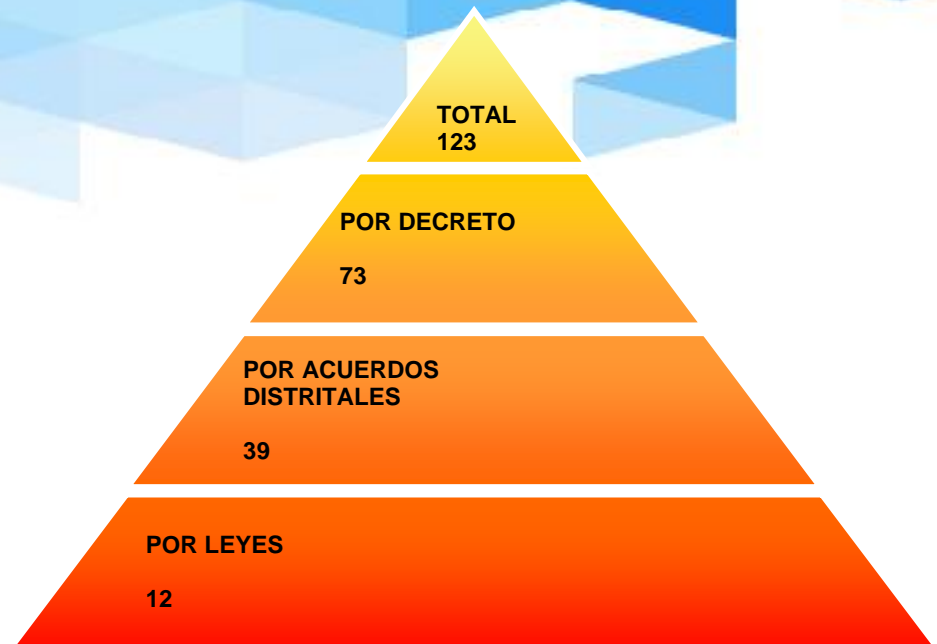 TOTAL
123
POR DECRETO
73
POR ACUERDOS
DISTRITALES
39
POR LEYES
12